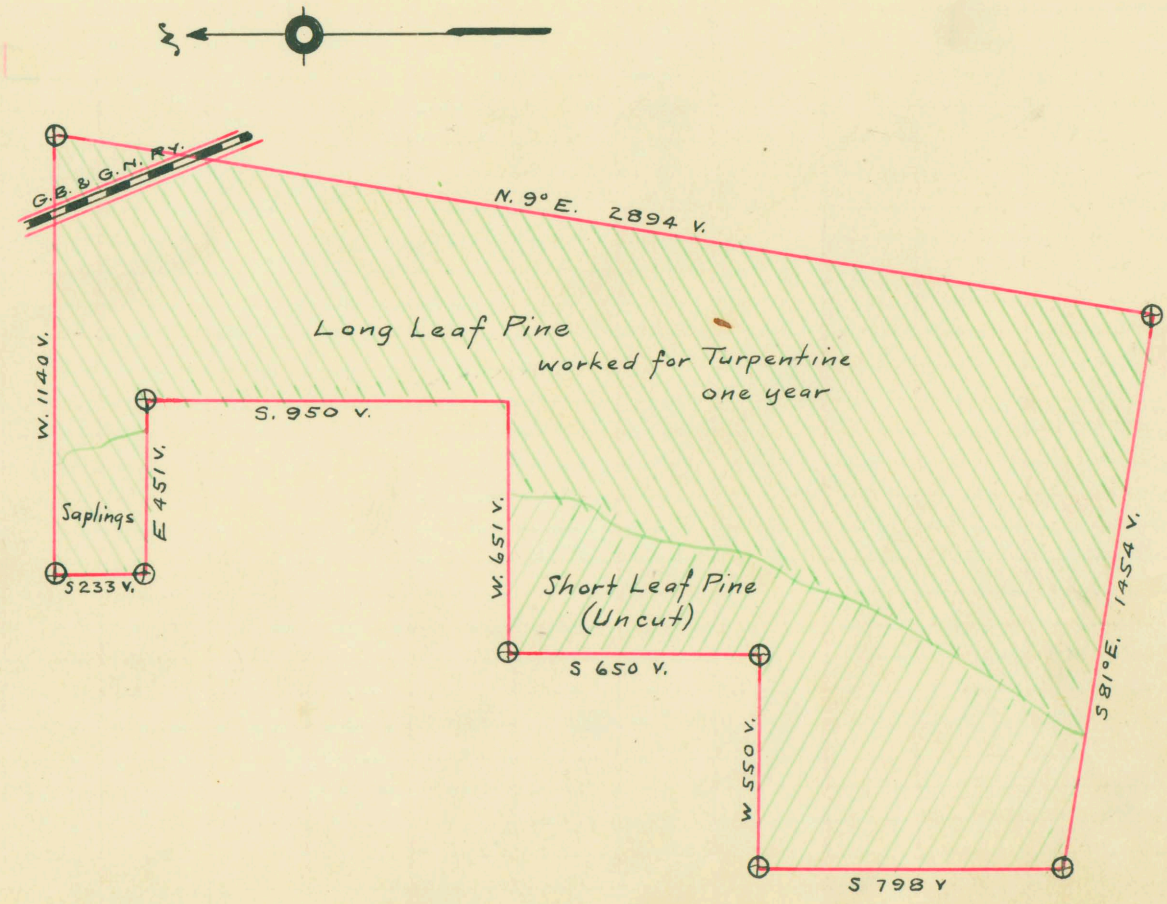 G.B. & G.N. RY.
N. 9° E. 2894 V.
Long Leaf Pine
worked for Turpentine
one year
W. 1140 V.
S. 950 V.
E 451 V.
Saplings
S 233 V.
W. 651 V.
Short Leaf Pine
(Uncut)
S 650 V.
S 81° E. 1454 V.
W 550 V.
S 798 V